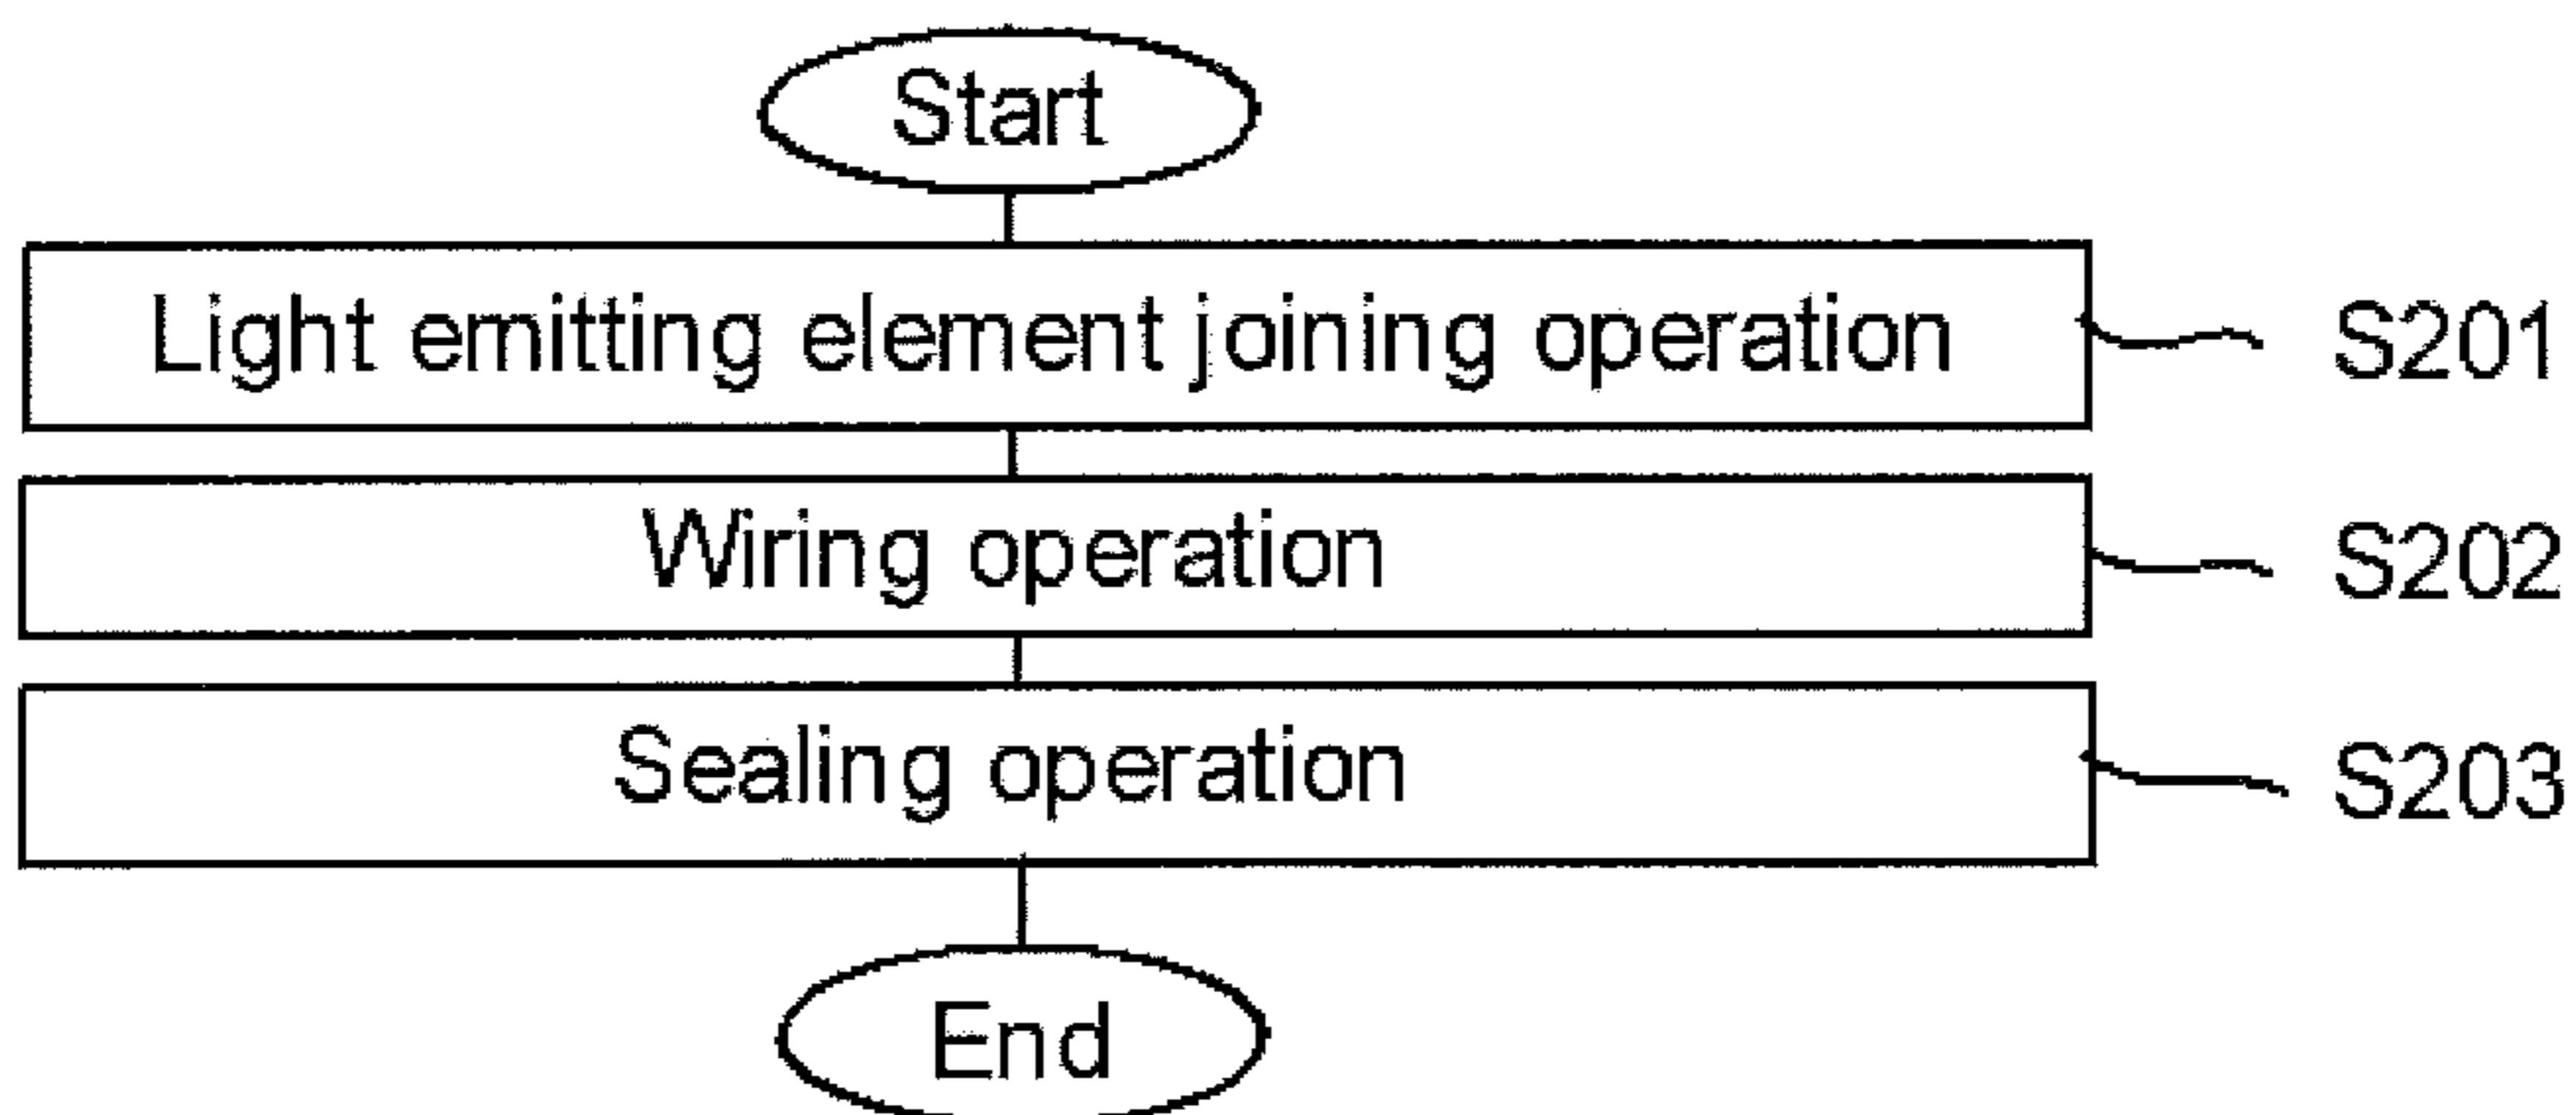 Start
Light emitting element joining operation
S201
Wiring operation
S202
Sealing operation
S203
End